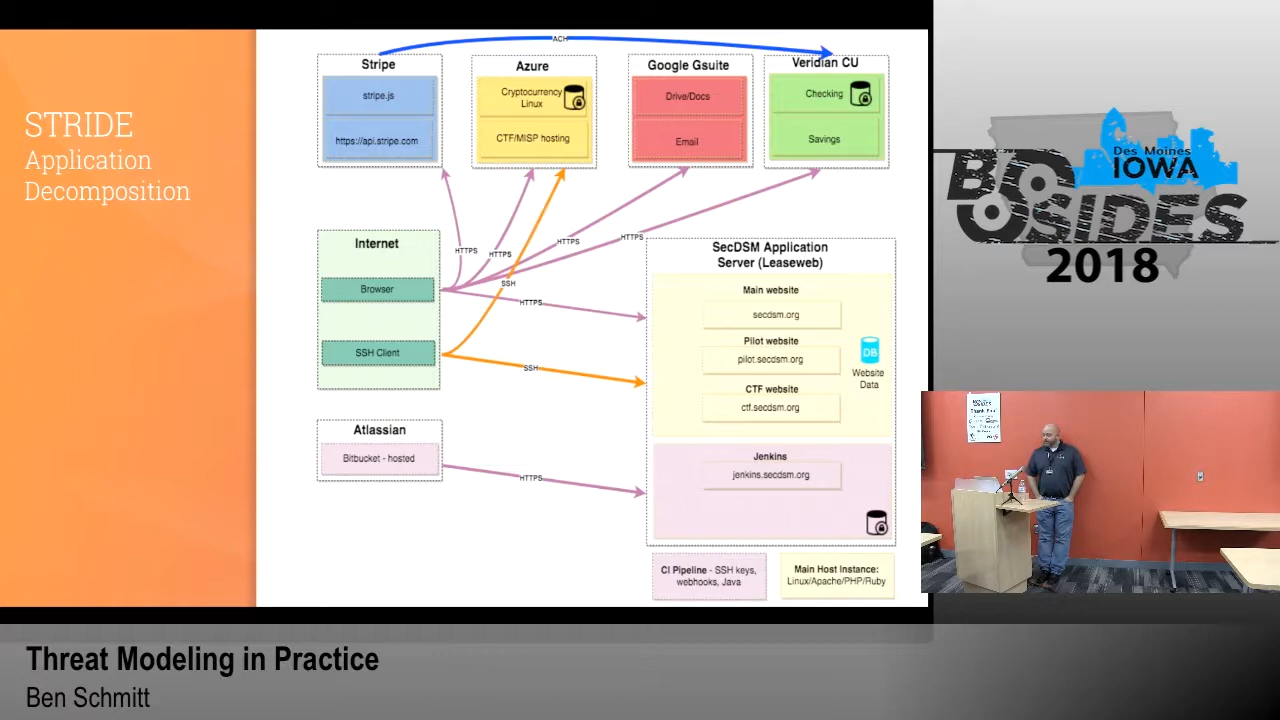 STRIDE
Application
Decomposition
ACH
Stripe
stripe.js
https://api.stripe.com
Azure
Cryptocurrency
Linux
CTF/MISP hosting
Google Gsuite
Drive/Docs
Email
Veridian CU
Checking
Savings
Internet
Browser
SSH Client
HTTPS
HTTPS
HTTPS
HTTPS
SSH
HTTPS
SSH
HTTPS
Atlassian
Bitbucket - hosted
SecDSM Application
Server (Leaseweb)
Main website
secdsm.org
Pilot website
pilot.secdsm.org
CTF website
ctf.secdsm.org
DB
Website
Data
Jenkins
jenkins.secdsm.org
CI Pipeline - SSH keys,
webhooks, Java
Main Host Instance:
Linux/Apache/PHP/Ruby
Des Moines
IOWA
BSIDES
2018
Threat Modeling in Practice
Ben Schmitt